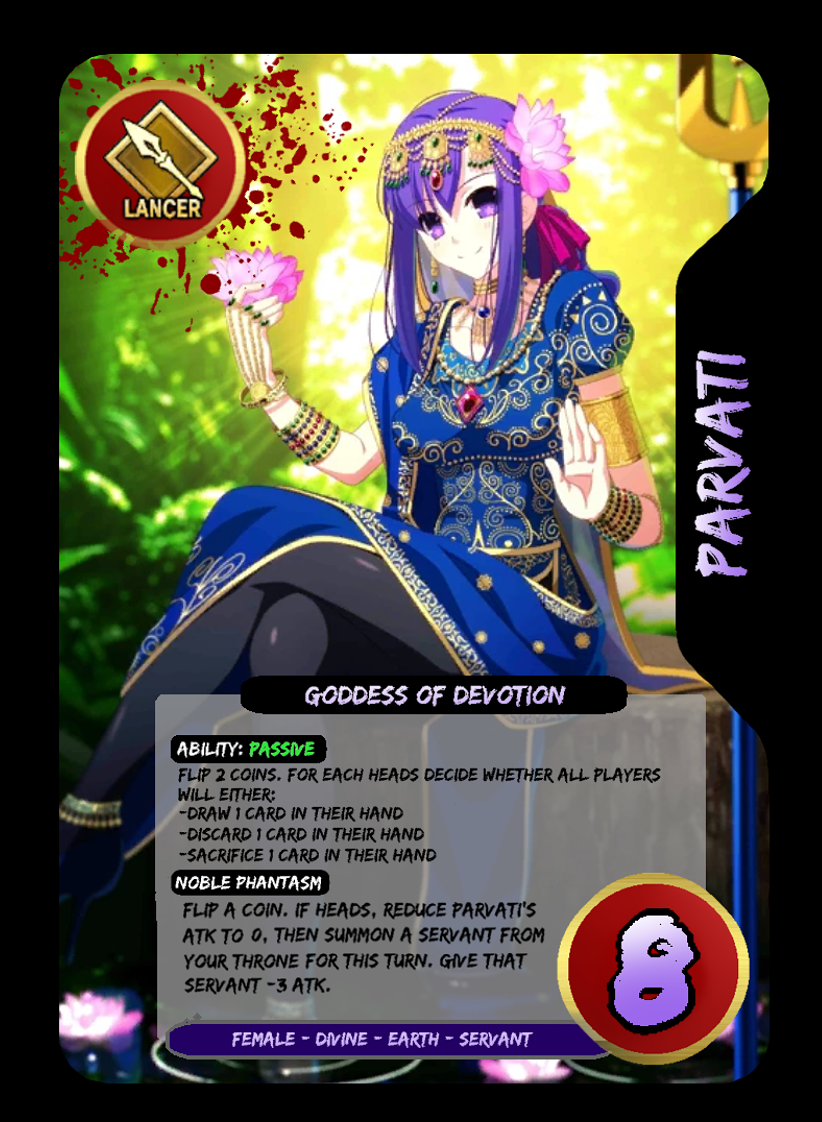 LANCER
PARVATI
GODDESS OF DEVOTION
ABILITY: PASSIVE
FLIP 2 COINS. FOR EACH HEADS DECIDE WHETHER ALL PLAYERS
WILL EITHER:
-DRAW 1 CARD IN THEIR HAND
-DISCARD 1 CARD IN THEIR HAND
-SACRIFICE 1 CARD IN THEIR HAND
NOBLE PHANTASM
FLIP A COIN. IF HEADS, REDUCE PARVATI'S
ATK TO 0, THEN SUMMON A SERVANT FROM
YOUR THRONE FOR THIS TURN. GIVE THAT
SERVANT -3 ATK.
8
FEMALE - DIVINE - EARTH - SERVANT